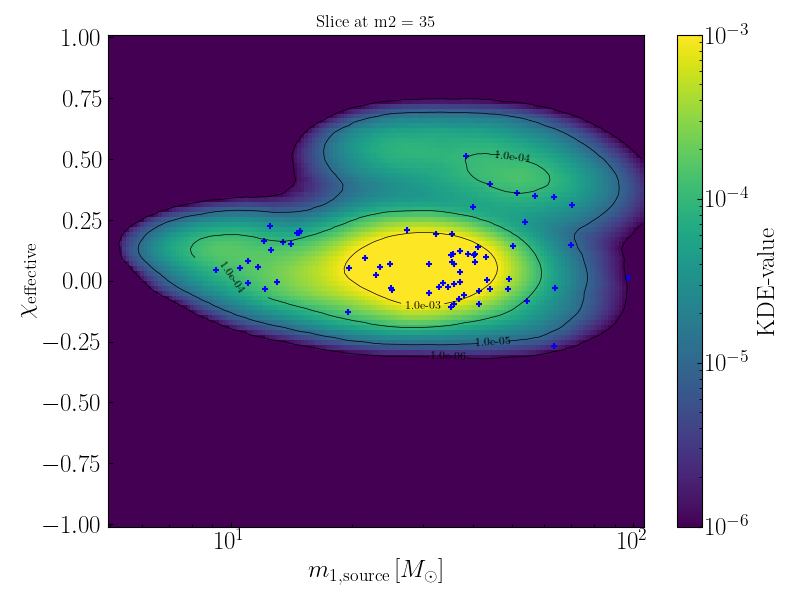 Slice at m2 = 35
1.00
0.75
0.50
0.25
0.00
−0.25
−0.50
−0.75
−1.00
χeffective
1.0e-04
1.0e-04
1.0e-03
1.0e-05
1.0e-06
10¹
10²
m1,source [M⊙]
10⁻³
10⁻⁴
10⁻⁵
10⁻⁶
KDE-value